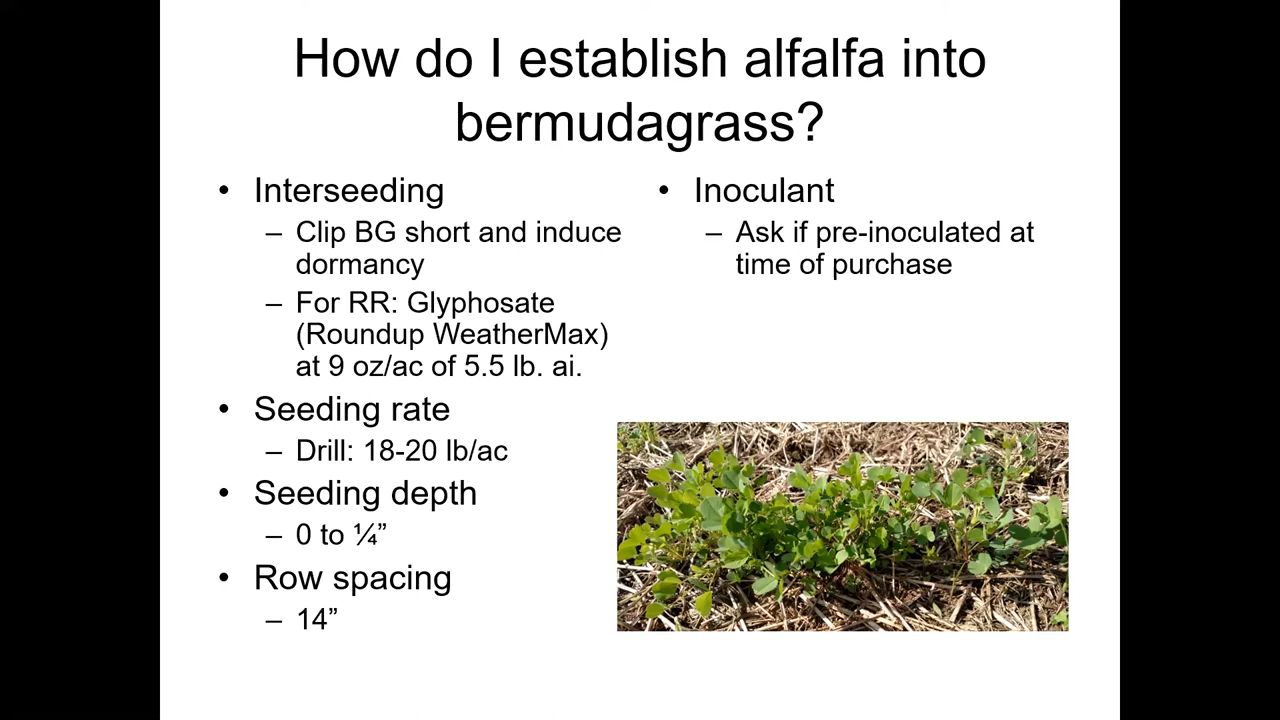 How do I establish alfalfa into
bermudagrass?
• Interseeding
– Clip BG short and induce
dormancy
– For RR: Glyphosate
(Roundup WeatherMax)
at 9 oz/ac of 5.5 lb. ai.
• Seeding rate
– Drill: 18-20 lb/ac
• Seeding depth
– 0 to ¼”
• Row spacing
– 14”
• Inoculant
– Ask if pre-inoculated at
time of purchase